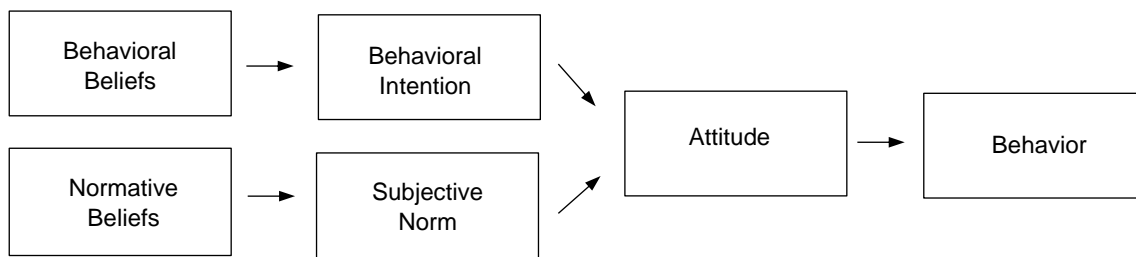 Behavioral
Beliefs
Behavioral
Intention
Attitude
Behavior
Normative
Beliefs
Subjective
Norm